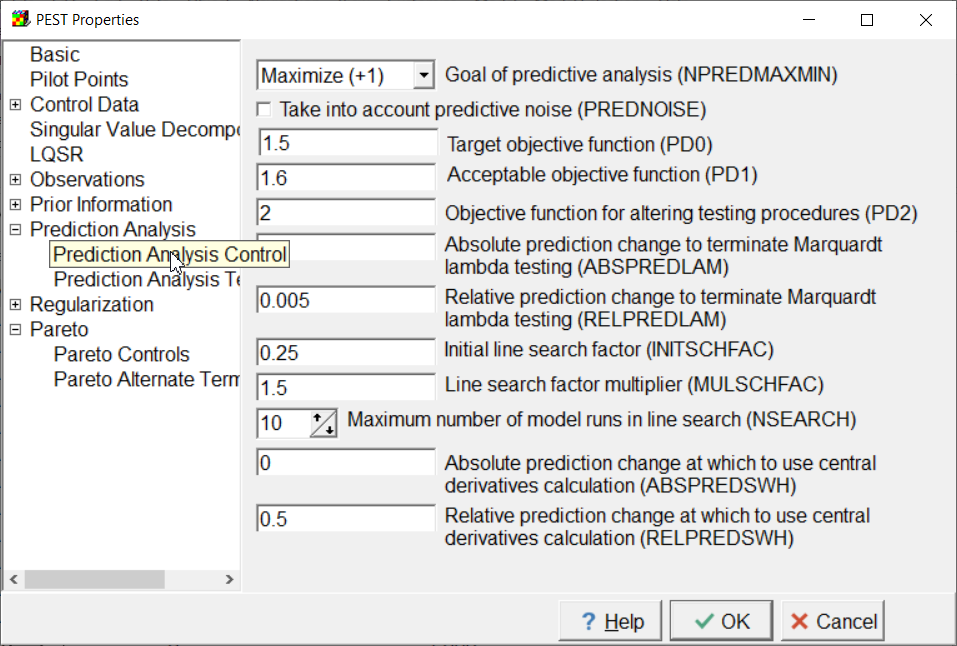 PEST Properties
Basic
Pilot Points
Control Data
Singular Value Decompo
LQSR
Observations
Prior Information
Prediction Analysis
Prediction Analysis Control
Prediction Analysis Te
Regularization
Pareto
Pareto Controls
Pareto Alternate Term
Maximize (+1) Goal of predictive analysis (NPREDMAXMIN)
Take into account predictive noise (PREDNOISE)
1.5 Target objective function (PD0)
1.6 Acceptable objective function (PD1)
2 Objective function for altering testing procedures (PD2)
Absolute prediction change to terminate Marquardt
lambda testing (ABSPREDLAM)
0.005 Relative prediction change to terminate Marquardt
lambda testing (RELPREDLAM)
0.25 Initial line search factor (INITSCHFAC)
1.5 Line search factor multiplier (MULSCHFAC)
10 Maximum number of model runs in line search (NSEARCH)
0 Absolute prediction change at which to use central
derivatives calculation (ABSPREDSWH)
0.5 Relative prediction change at which to use central
derivatives calculation (RELPREDSWH)
? Help OK Cancel